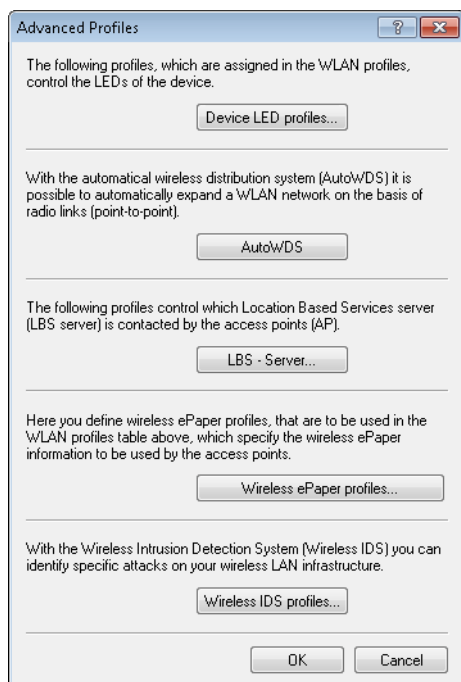 Advanced Profiles
The following profiles, which are assigned in the WLAN profiles,
control the LEDs of the device.
Device LED profiles...
With the automatical wireless distribution system (AutoWDS) it is
possible to automatically expand a WLAN network on the basis of
radio links (point-to-point).
AutoWDS
The following profiles control which Location Based Services server
(LBS server) is contacted by the access points (AP).
LBS - Server...
Here you define wireless ePaper profiles, that are to be used in the
WLAN profiles table above, which specify the wireless ePaper
information to be used by the access points.
Wireless ePaper profiles...
With the Wireless Intrusion Detection System (Wireless IDS) you can
identify specific attacks on your wireless LAN infrastructure.
Wireless IDS profiles...
OK Cancel